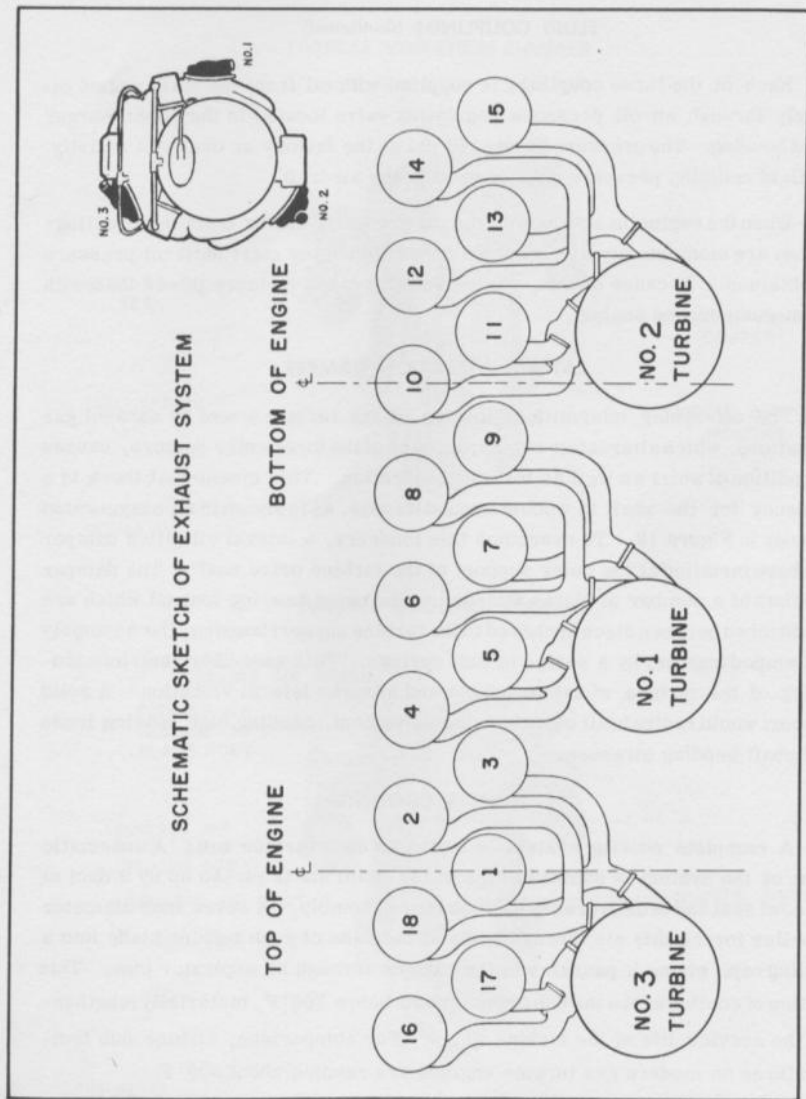 SCHEMATIC SKETCH OF EXHAUST SYSTEM
NO. 3
NO. 1
NO. 2
TOP OF ENGINE
℄
BOTTOM OF ENGINE
℄
16 18 2 4 6 8 10 12 14
17 1 3 5 7 9 11 13 15
NO. 3
TURBINE
NO. 1
TURBINE
NO. 2
TURBINE